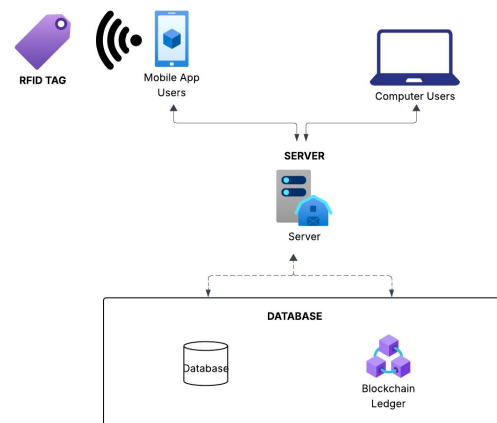 RFID TAG
Mobile App
Users
Computer Users
SERVER
Server
DATABASE
Database
Blockchain
Ledger